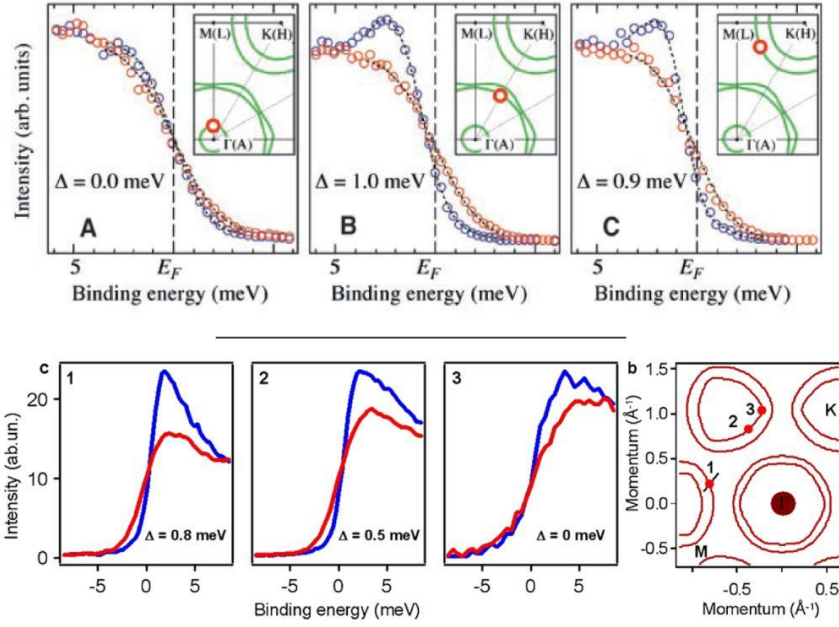 Intensity (arb. units)
M(L) K(H)
Γ(A)
Δ = 0.0 meV
A
5 E_F
Binding energy (meV)
M(L) K(H)
Γ(A)
Δ = 1.0 meV
B
5 E_F
Binding energy (meV)
M(L) K(H)
Γ(A)
Δ = 0.9 meV
C
5 E_F
Binding energy (meV)
c
Intensity (ab.un.)
20
10
0
1
Δ = 0.8 meV
-5 0 5
2
Δ = 0.5 meV
-5 0 5
3
Δ = 0 meV
-5 0 5
Binding energy (meV)
b
Momentum (Å⁻¹)
1.5
1.0
0.5
0.0
-0.5
3
2
K
1
M
-0.5 0.5
Momentum (Å⁻¹)